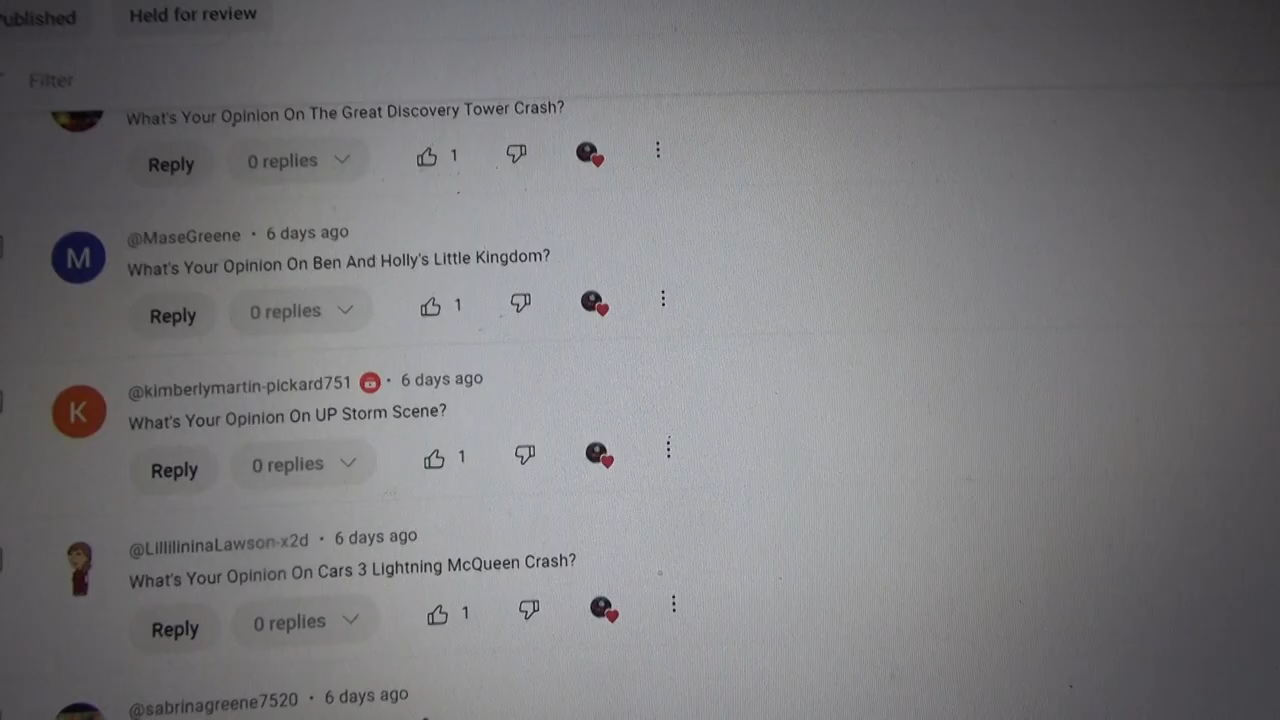 Published
Held for review
Filter
What's Your Opinion On The Great Discovery Tower Crash?
Reply
0 replies
1
@MaseGreene • 6 days ago
M
What's Your Opinion On Ben And Holly's Little Kingdom?
Reply
0 replies
1
@kimberlymartin-pickard751 • 6 days ago
K
What's Your Opinion On UP Storm Scene?
Reply
0 replies
1
@LillilininaLawson-x2d • 6 days ago
What's Your Opinion On Cars 3 Lightning McQueen Crash?
Reply
0 replies
1
@sabrinagreene7520 • 6 days ago